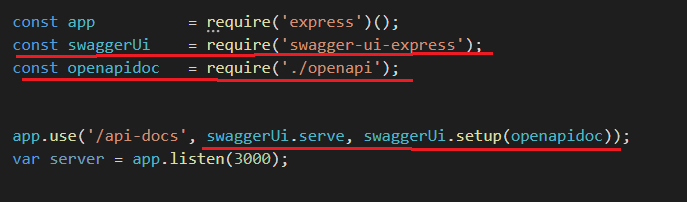 const app = require('express')();
const swaggerUi = require('swagger-ui-express');
const openapidoc = require('./openapi');
app.use('/api-docs', swaggerUi.serve, swaggerUi.setup(openapidoc));
var server = app.listen(3000);